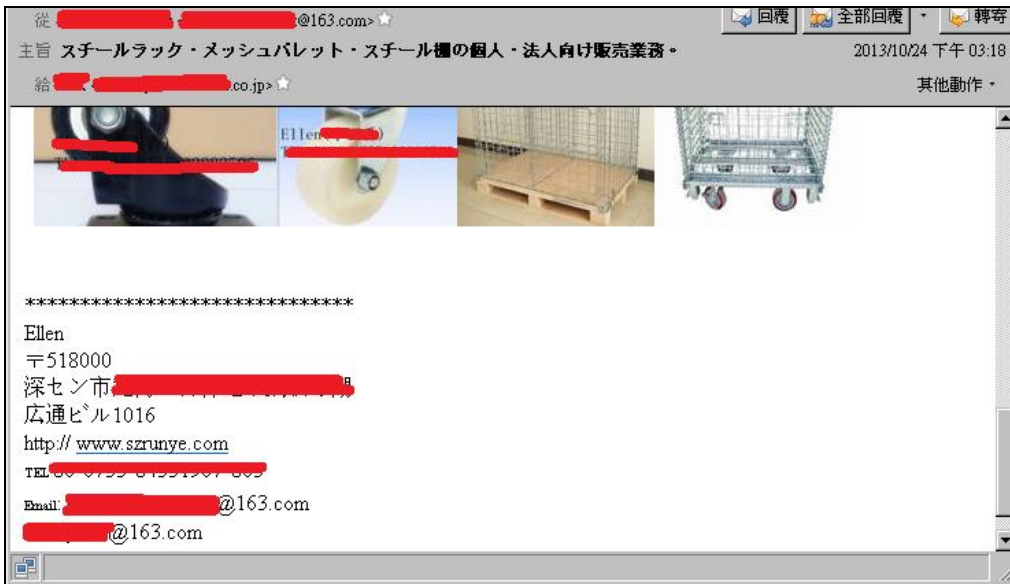 從 @163.com> 回覆 全部回覆 轉寄
主旨 スチールラック・メッシュパレット・スチール棚の個人・法人向け販売業務。 2013/10/24 下午 03:18
給 .co.jp> 其他動作
Ellen
******************************
Ellen
〒518000
深セン市
広通ビル1016
http:// www.szrunye.com
TEL
Email: @163.com
@163.com